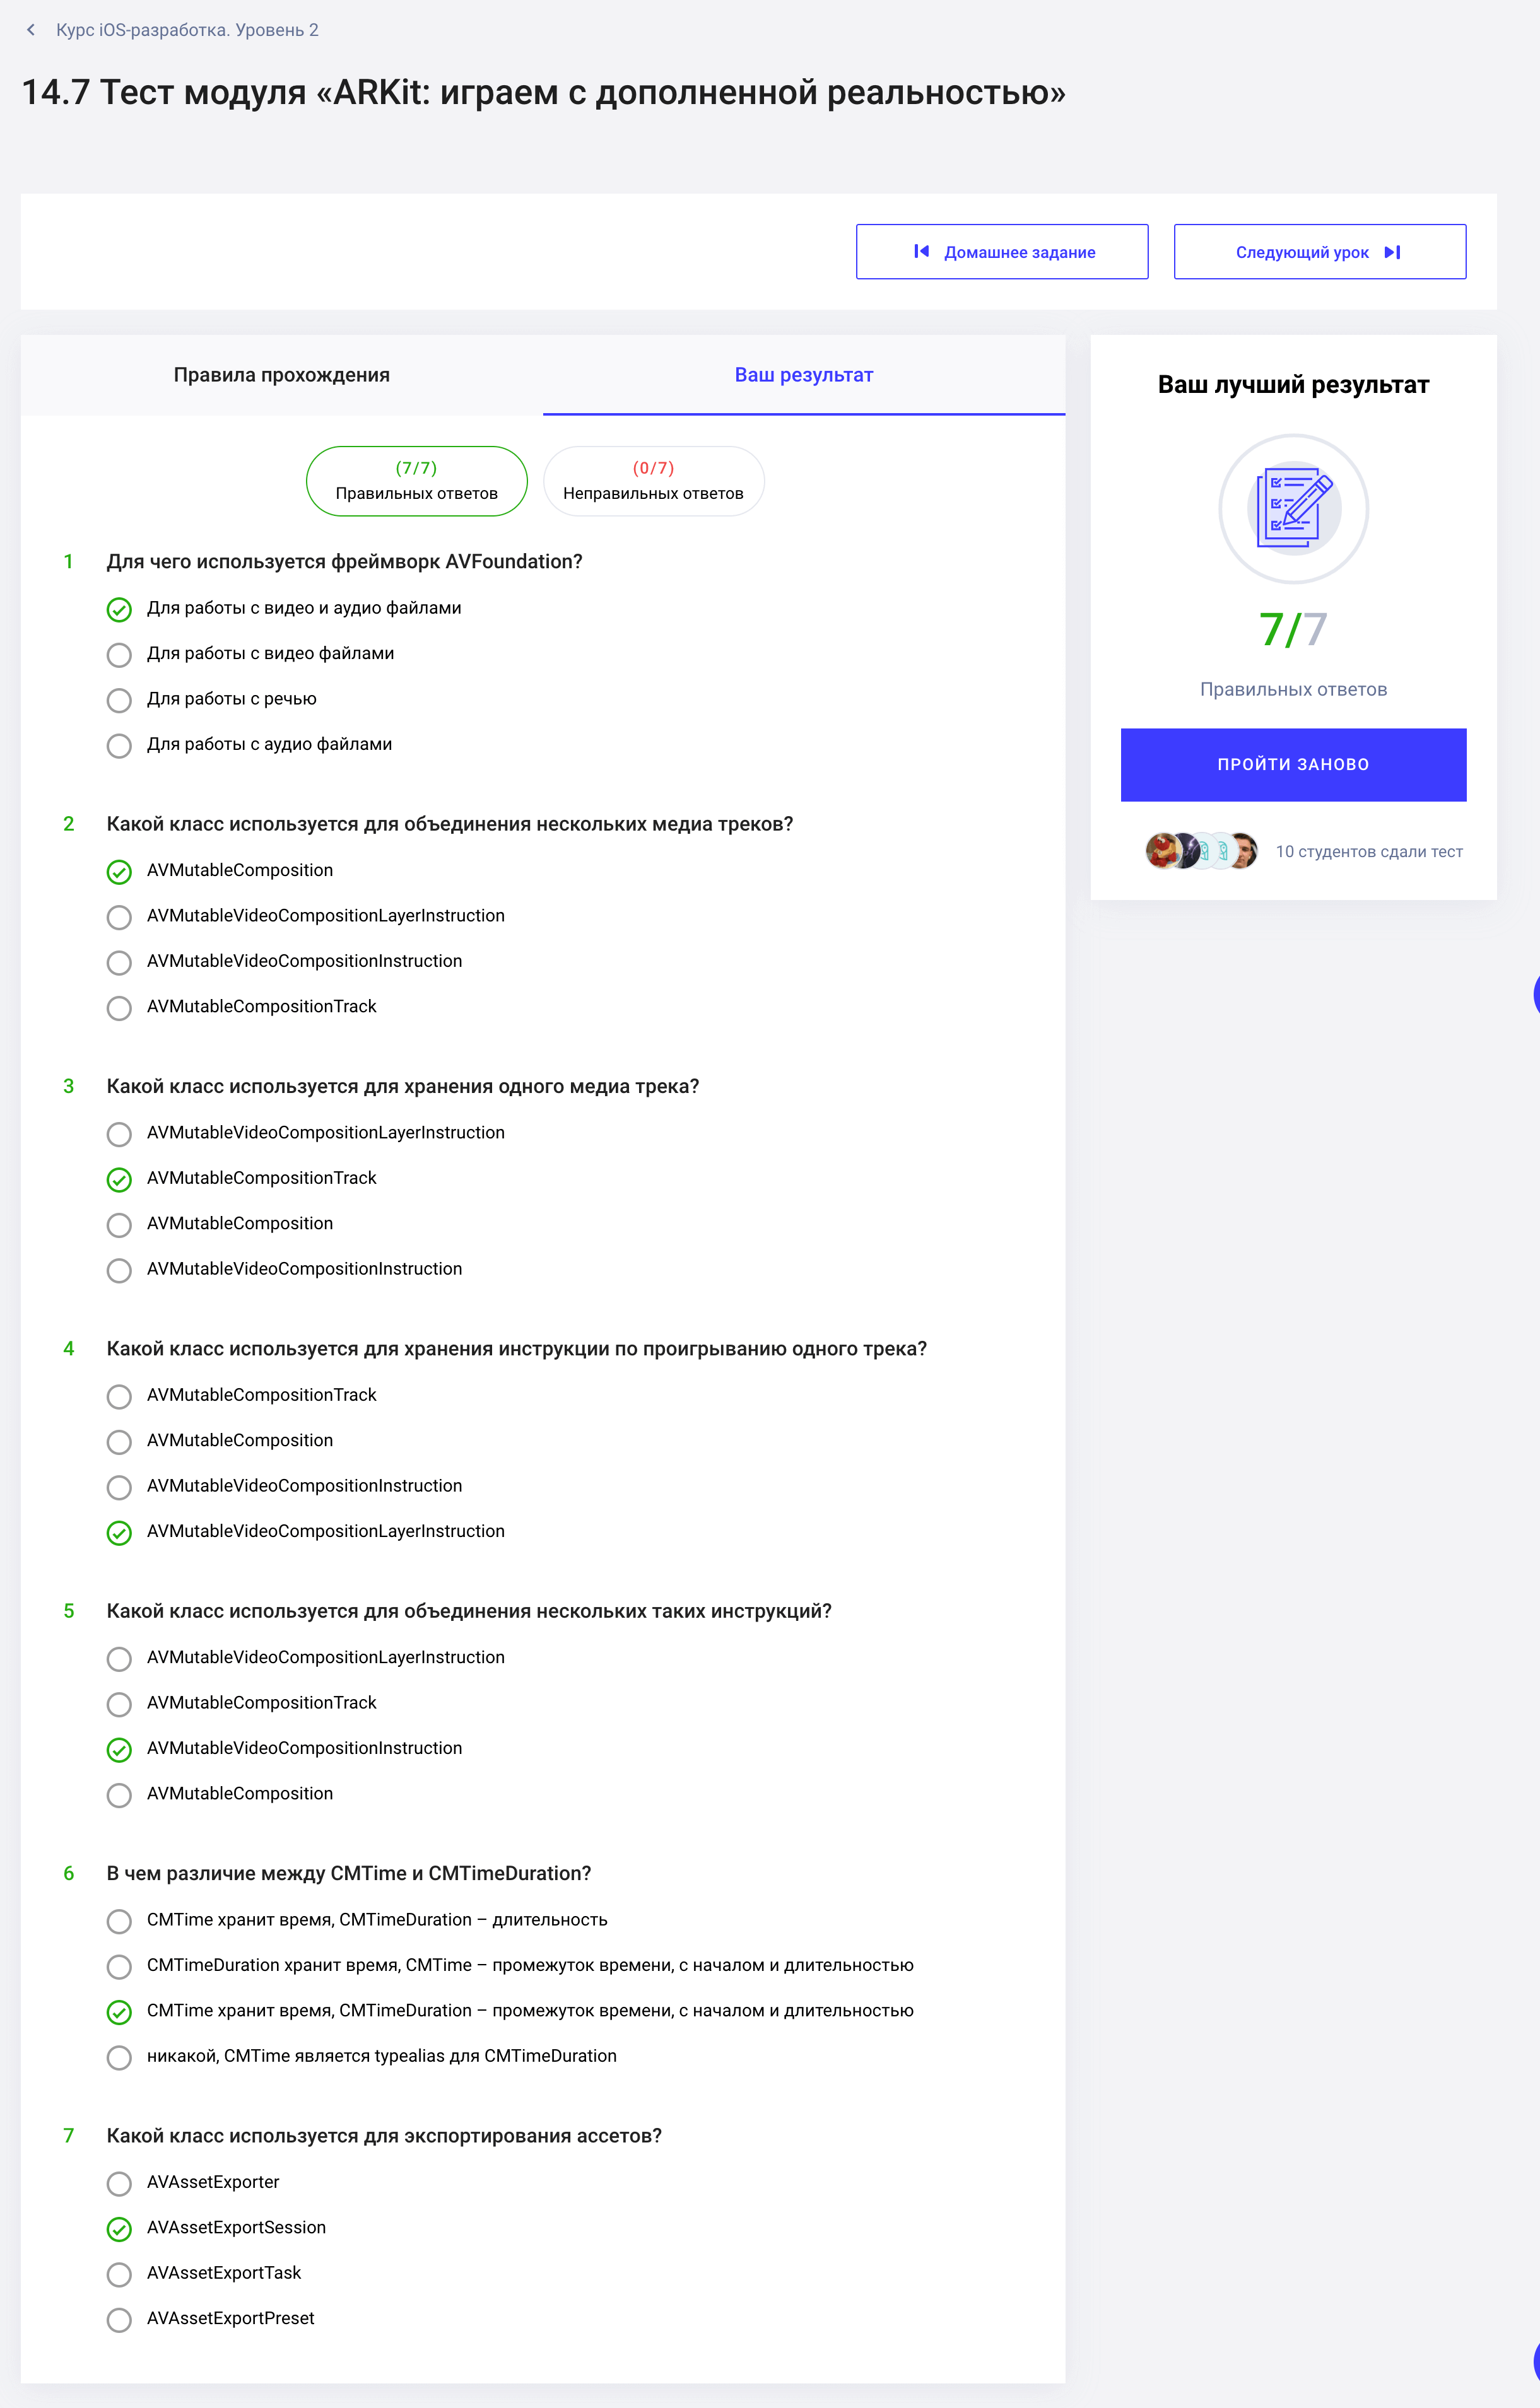 Курс iOS-разработка. Уровень 2
14.7 Тест модуля «ARKit: играем с дополненной реальностью»
Домашнее задание
Следующий урок
Правила прохождения
Ваш результат
(7/7)
Правильных ответов
(0/7)
Неправильных ответов
1 Для чего используется фреймворк AVFoundation?
Для работы с видео и аудио файлами
Для работы с видео файлами
Для работы с речью
Для работы с аудио файлами
2 Какой класс используется для объединения нескольких медиа треков?
AVMutableComposition
AVMutableVideoCompositionLayerInstruction
AVMutableVideoCompositionInstruction
AVMutableCompositionTrack
3 Какой класс используется для хранения одного медиа трека?
AVMutableVideoCompositionLayerInstruction
AVMutableCompositionTrack
AVMutableComposition
AVMutableVideoCompositionInstruction
4 Какой класс используется для хранения инструкции по проигрыванию одного трека?
AVMutableCompositionTrack
AVMutableComposition
AVMutableVideoCompositionInstruction
AVMutableVideoCompositionLayerInstruction
5 Какой класс используется для объединения нескольких таких инструкций?
AVMutableVideoCompositionLayerInstruction
AVMutableCompositionTrack
AVMutableVideoCompositionInstruction
AVMutableComposition
6 В чем различие между CMTime и CMTimeDuration?
CMTime хранит время, CMTimeDuration – длительность
CMTimeDuration хранит время, CMTime – промежуток времени, с началом и длительностью
CMTime хранит время, CMTimeDuration – промежуток времени, с началом и длительностью
никакой, CMTime является typealias для CMTimeDuration
7 Какой класс используется для экспортирования ассетов?
AVAssetExporter
AVAssetExportSession
AVAssetExportTask
AVAssetExportPreset
Ваш лучший результат
7/7
Правильных ответов
ПРОЙТИ ЗАНОВО
10 студентов сдали тест